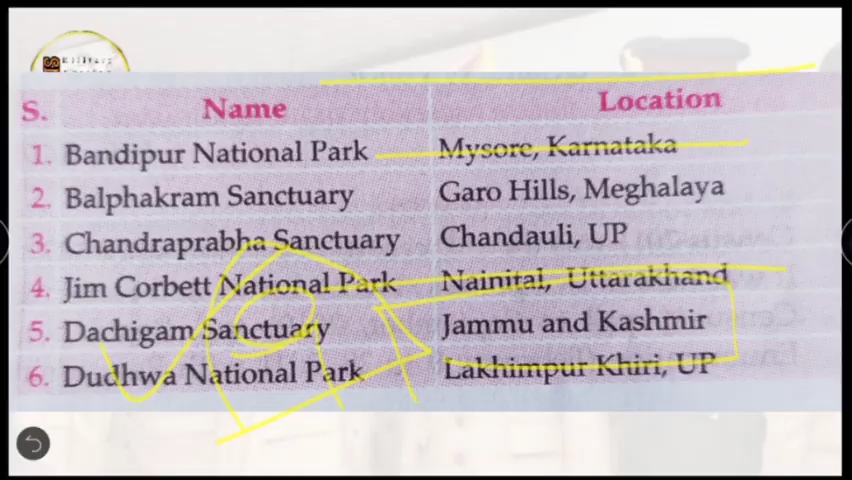 S. Name Location
1. Bandipur National Park Mysore, Karnataka
2. Balphakram Sanctuary Garo Hills, Meghalaya
3. Chandraprabha Sanctuary Chandauli, UP
4. Jim Corbett National Park Nainital, Uttarakhand
5. Dachigam Sanctuary Jammu and Kashmir
6. Dudhwa National Park Lakhimpur Khiri, UP